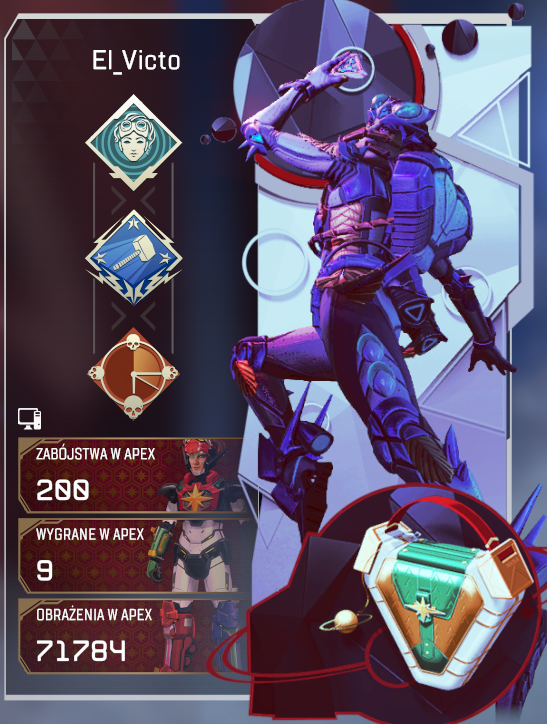 El_Victo
ZABÓJSTWA W APEX
200
WYGRANE W APEX
9
OBRAŻENIA W APEX
71784